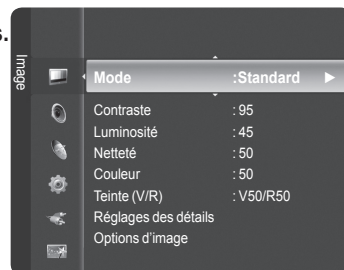 s.
Image
Mode :Standard
Contraste : 95
Luminosité : 45
Netteté : 50
Couleur : 50
Teinte (V/R) : V50/R50
Réglages des détails
Options d’image